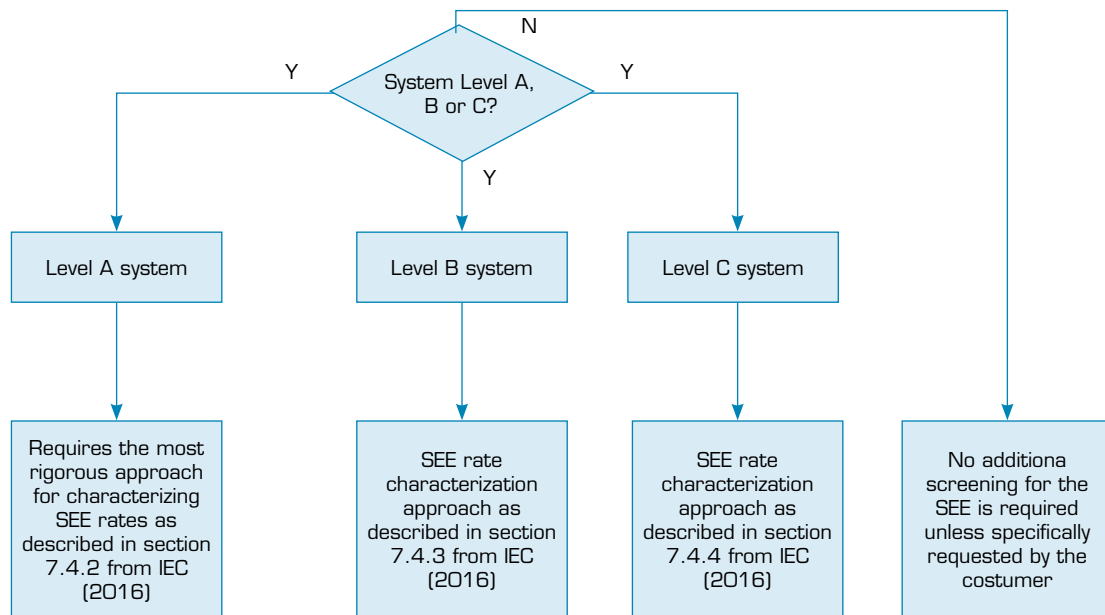 N
Y
System Level A,
B or C?
Y
Y
Level A system
Level B system
Level C system
Requires the most
rigorous approach
for characterizing
SEE rates as
described in section
7.4.2 from IEC
(2016)
SEE rate
characterization
approach as
described in section
7.4.3 from IEC
(2016)
SEE rate
characterization
approach as
described in section
7.4.4 from IEC
(2016)
No additiona
screening for the
SEE is required
unless specifically
requested by the
costumer